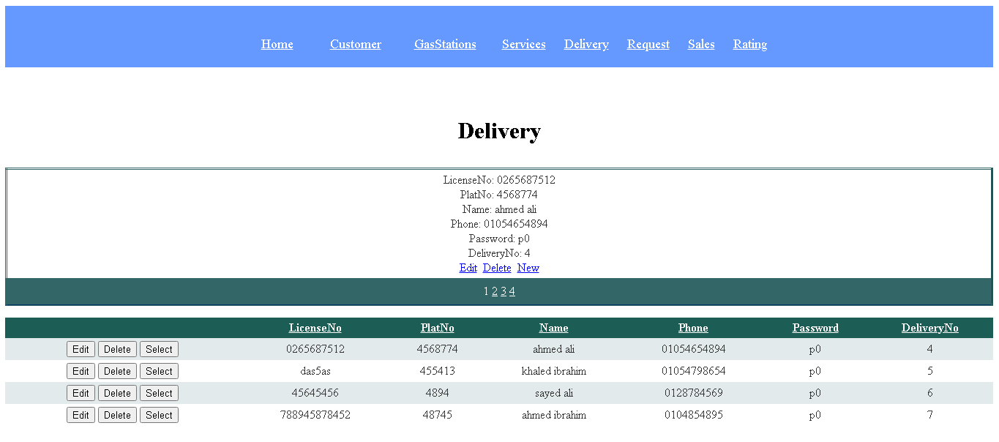 Home Customer GasStations Services Delivery Request Sales Rating
Delivery
LicenseNo: 0265687512
PlatNo: 4568774
Name: ahmed ali
Phone: 01054654894
Password: p0
DeliveryNo: 4
Edit Delete New
1 2 3 4
LicenseNo PlatNo Name Phone Password DeliveryNo
Edit Delete Select 0265687512 4568774 ahmed ali 01054654894 p0 4
Edit Delete Select das5as 455413 khaled ibrahim 01054798654 p0 5
Edit Delete Select 45645456 4894 sayed ali 0128784569 p0 6
Edit Delete Select 788945878452 48745 ahmed ibrahim 0104854895 p0 7